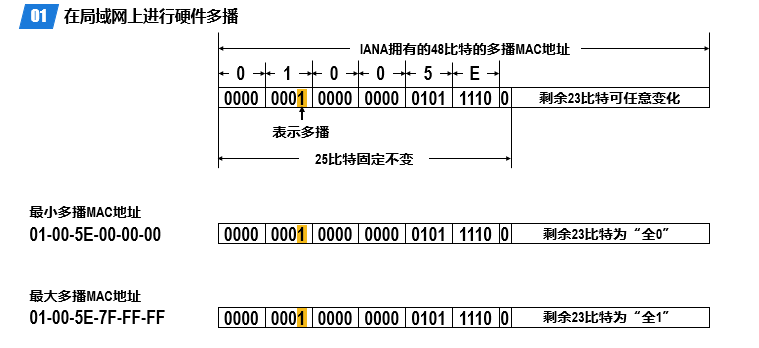 01 在局域网上进行硬件多播
IANA拥有的48比特的多播MAC地址
0 1 0 0 5 E
0000 0001 0000 0000 0101 1110 0 剩余23比特可任意变化
表示多播
25比特固定不变
最小多播MAC地址
01-00-5E-00-00-00
0000 0001 0000 0000 0101 1110 0 剩余23比特为“全0”
最大多播MAC地址
01-00-5E-7F-FF-FF
0000 0001 0000 0000 0101 1110 0 剩余23比特为“全1”